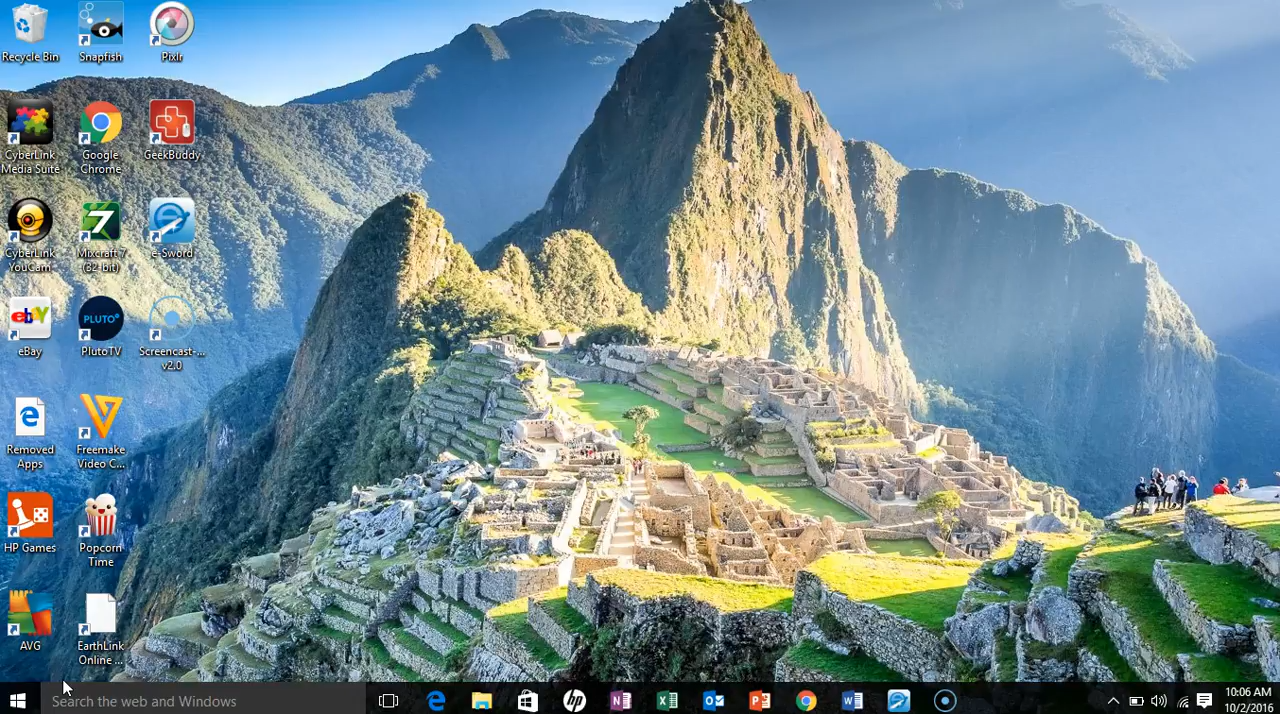 Recycle Bin
Snapfish
Pixlr
CyberLink
Media Suite
Google
Chrome
GeekBuddy
CyberLink
YouCam
Mixcraft 7
(32-bit)
e-Sword
ebY
eBay
PLUTO
PlutoTV
Screencast-...
v2.0
Removed
Apps
Freemake
Video C...
HP Games
Popcorn
Time
AVG
EarthLink
Online ...
Search the web and Windows
10:06 AM
10/2/2016